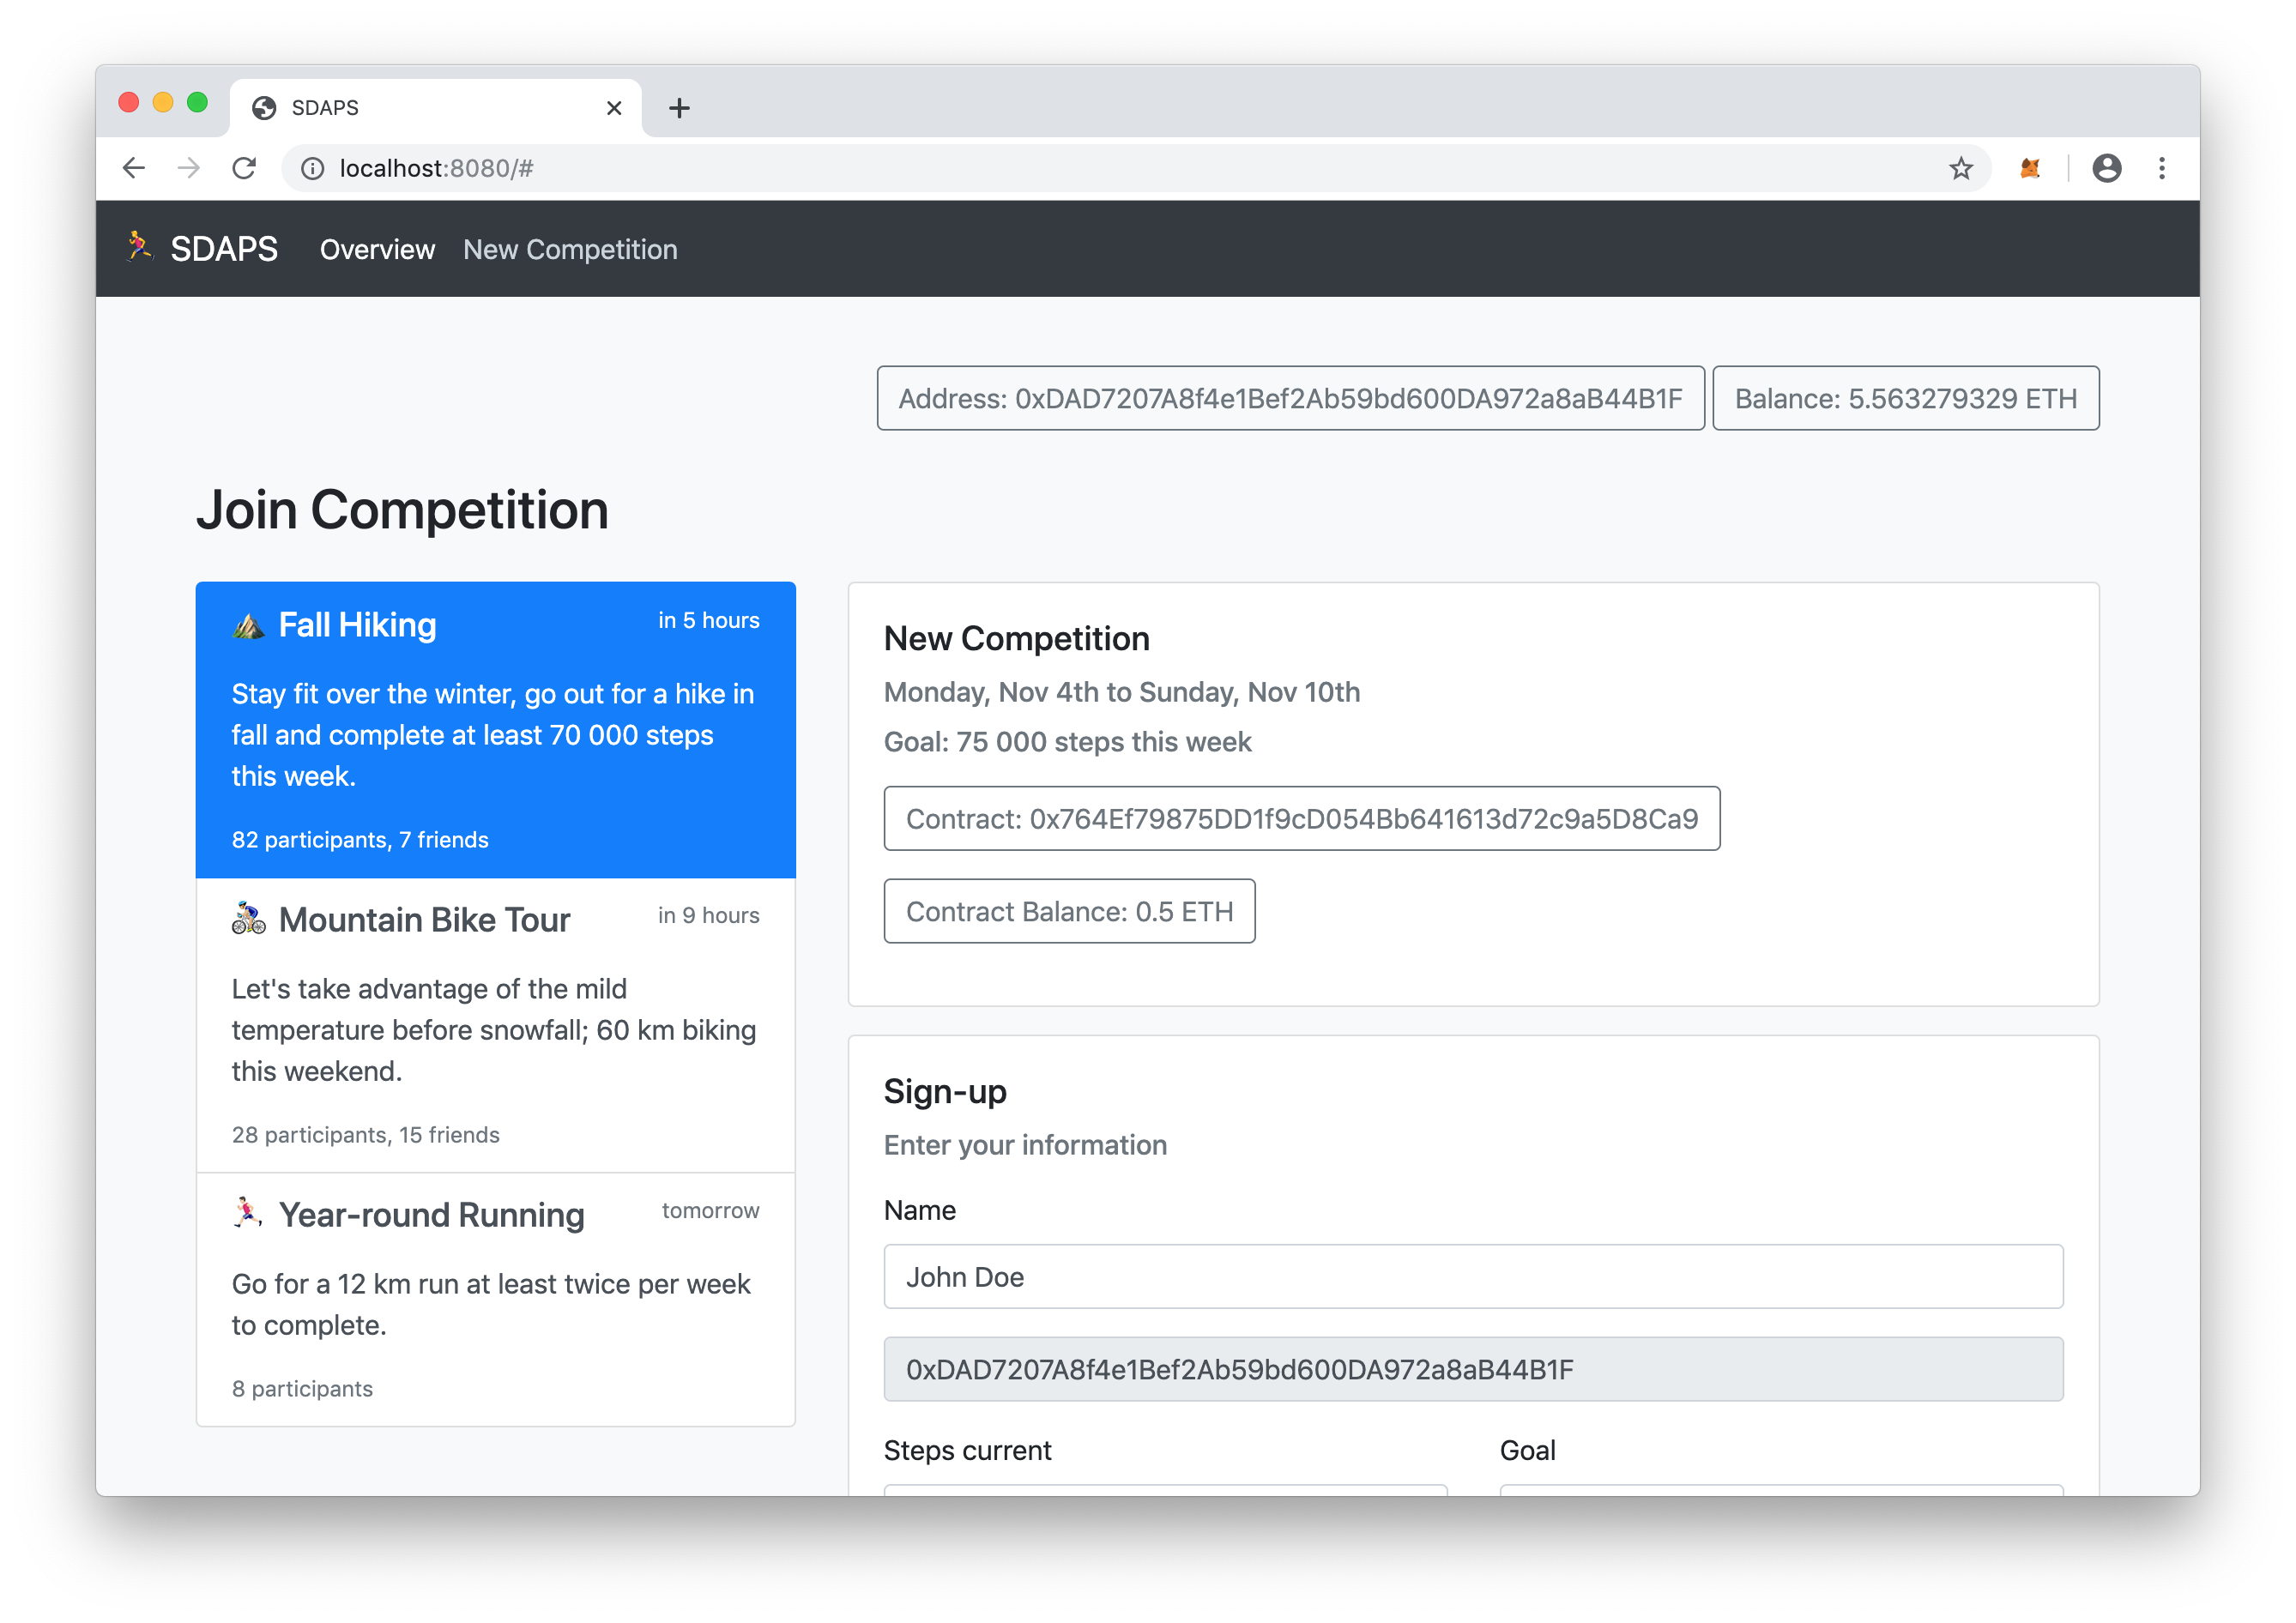 SDAPS
localhost:8080/#
SDAPS Overview New Competition
Address: 0xDAD7207A8f4e1Bef2Ab59bd600DA972a8aB44B1F Balance: 5.563279329 ETH
Join Competition
Fall Hiking in 5 hours
Stay fit over the winter, go out for a hike in
fall and complete at least 70 000 steps
this week.
82 participants, 7 friends
Mountain Bike Tour in 9 hours
Let's take advantage of the mild
temperature before snowfall; 60 km biking
this weekend.
28 participants, 15 friends
Year-round Running tomorrow
Go for a 12 km run at least twice per week
to complete.
8 participants
New Competition
Monday, Nov 4th to Sunday, Nov 10th
Goal: 75 000 steps this week
Contract: 0x764Ef79875DD1f9cD054Bb641613d72c9a5D8Ca9
Contract Balance: 0.5 ETH
Sign-up
Enter your information
Name
John Doe
0xDAD7207A8f4e1Bef2Ab59bd600DA972a8aB44B1F
Steps current Goal